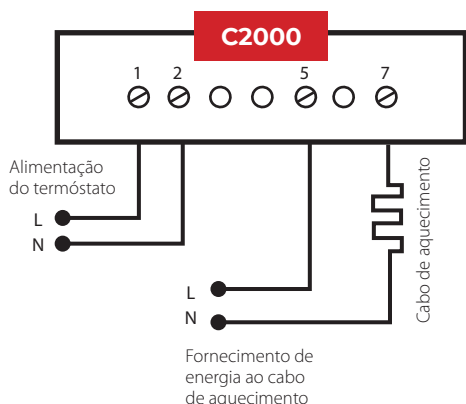 C2000
1 2 5 7
Alimentação
do termóstato
L
N
Cabo de aquecimento
L
N
Fornecimento de
energia ao cabo
de aquecimento